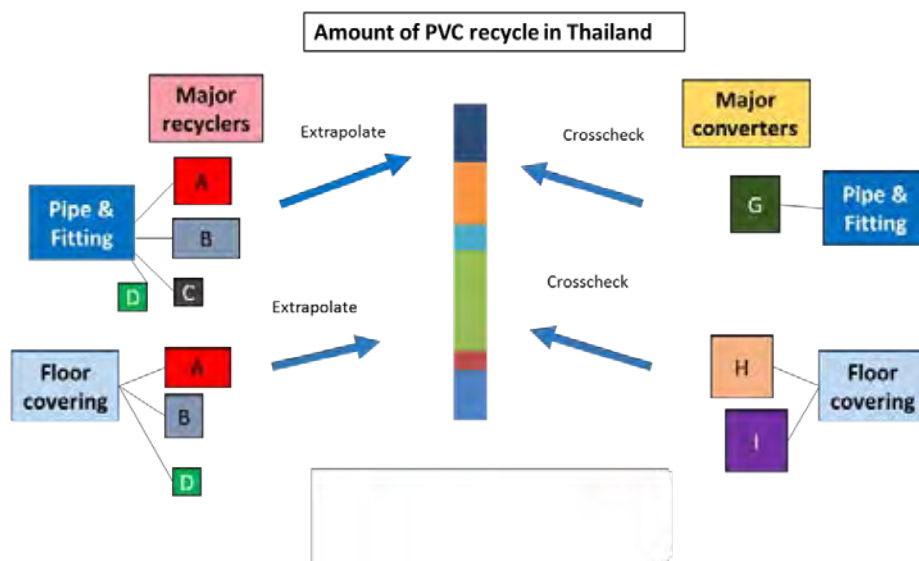 Amount of PVC recycle in Thailand
Major
recyclers
Extrapolate
Crosscheck
Major
converters
Pipe &
Fitting
A
B
C
D
G
Pipe &
Fitting
Extrapolate
Crosscheck
Floor
covering
A
B
D
H
I
Floor
covering